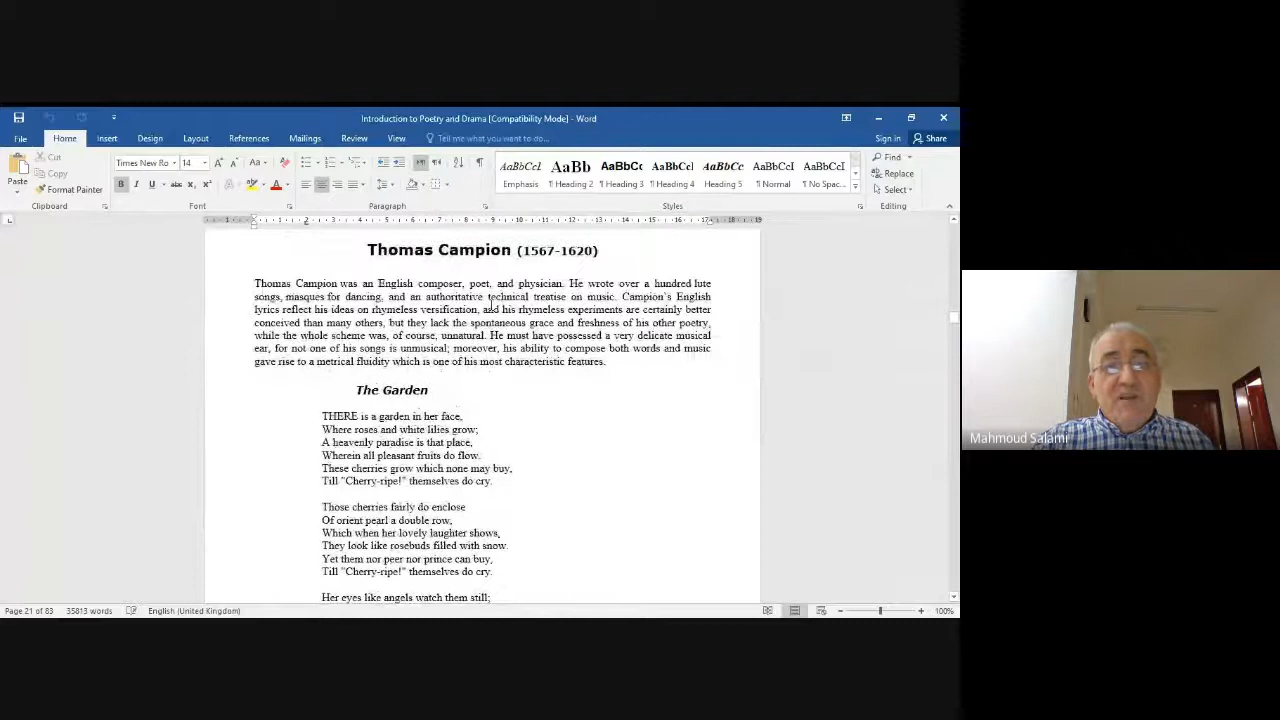 Introduction to Poetry and Drama [Compatibility Mode] - Word
File Home Insert Design Layout References Mailings Review View Tell me what you want to do... Sign in Share
Paste Cut Copy Format Painter
Times New Ro 14
AaBbCcI AaBb AaBbCc AaBbCcI AaBbCc AaBbCcI AaBbCcI
Emphasis ¶ Heading 2 ¶ Heading 3 ¶ Heading 4 Heading 5 ¶ Normal ¶ No Spac...
Find
Replace
Select
Clipboard Font Paragraph Styles Editing
Thomas Campion (1567-1620)
Thomas Campion was an English composer, poet, and physician. He wrote over a hundred lute
songs, masques for dancing, and an authoritative technical treatise on music. Campion's English
lyrics reflect his ideas on rhymeless versification, and his rhymeless experiments are certainly better
conceived than many others, but they lack the spontaneous grace and freshness of his other poetry,
while the whole scheme was, of course, unnatural. He must have possessed a very delicate musical
ear, for not one of his songs is unmusical; moreover, his ability to compose both words and music
gave rise to a metrical fluidity which is one of his most characteristic features.
The Garden
THERE is a garden in her face,
Where roses and white lilies grow;
A heavenly paradise is that place,
Wherein all pleasant fruits do flow.
These cherries grow which none may buy,
Till "Cherry-ripe!" themselves do cry.
Those cherries fairly do enclose
Of orient pearl a double row,
Which when her lovely laughter shows,
They look like rosebuds filled with snow.
Yet them nor peer nor prince can buy,
Till "Cherry-ripe!" themselves do cry.
Her eyes like angels watch them still;
Page 21 of 83 35813 words English (United Kingdom) 100%
Mahmoud Salami